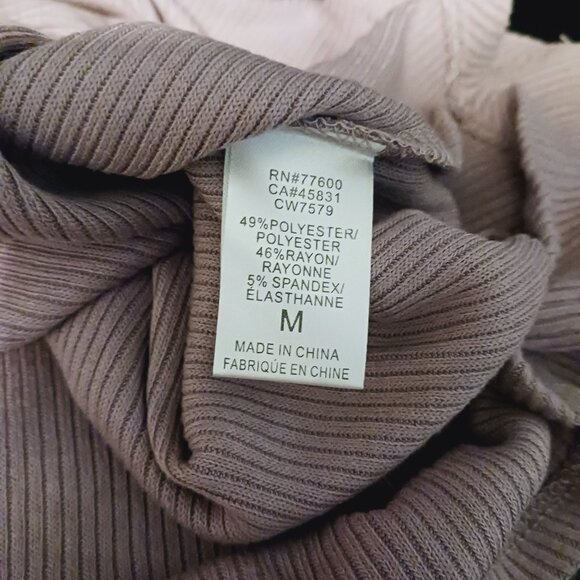 RN#77600
CA#45831
CW7579
49%POLYESTER/
POLYESTER
46%RAYON/
RAYONNE
5% SPANDEX/
ÉLASTHANNE
M
MADE IN CHINA
FABRIQÚE EN CHINE